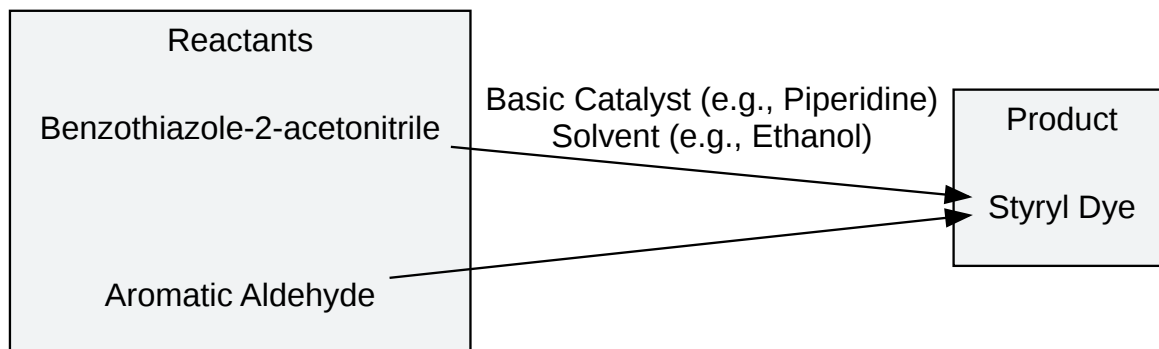 Reactants
Benzothiazole-2-acetonitrile
Aromatic Aldehyde
Basic Catalyst (e.g., Piperidine)
Solvent (e.g., Ethanol)
Product
Styryl Dye